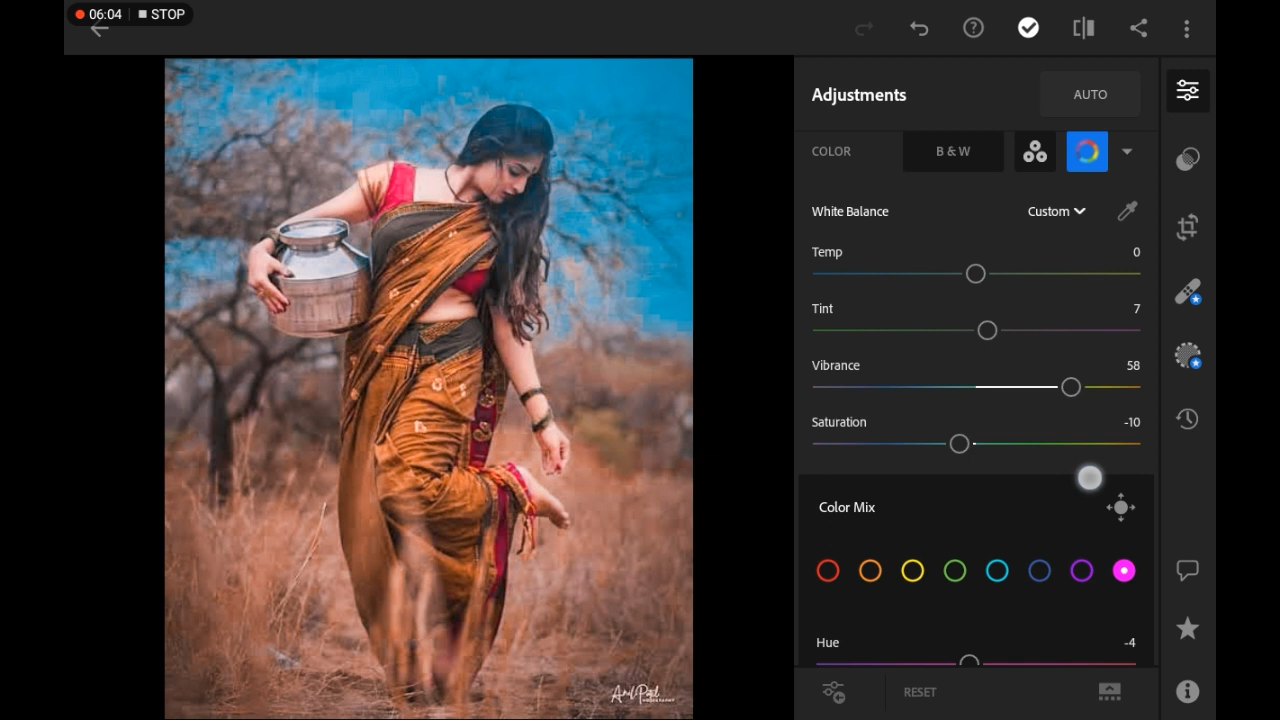 06:04 STOP
Adjustments AUTO
COLOR B & W
White Balance Custom
Temp 0
Tint 7
Vibrance 58
Saturation -10
Color Mix
Hue -4
RESET